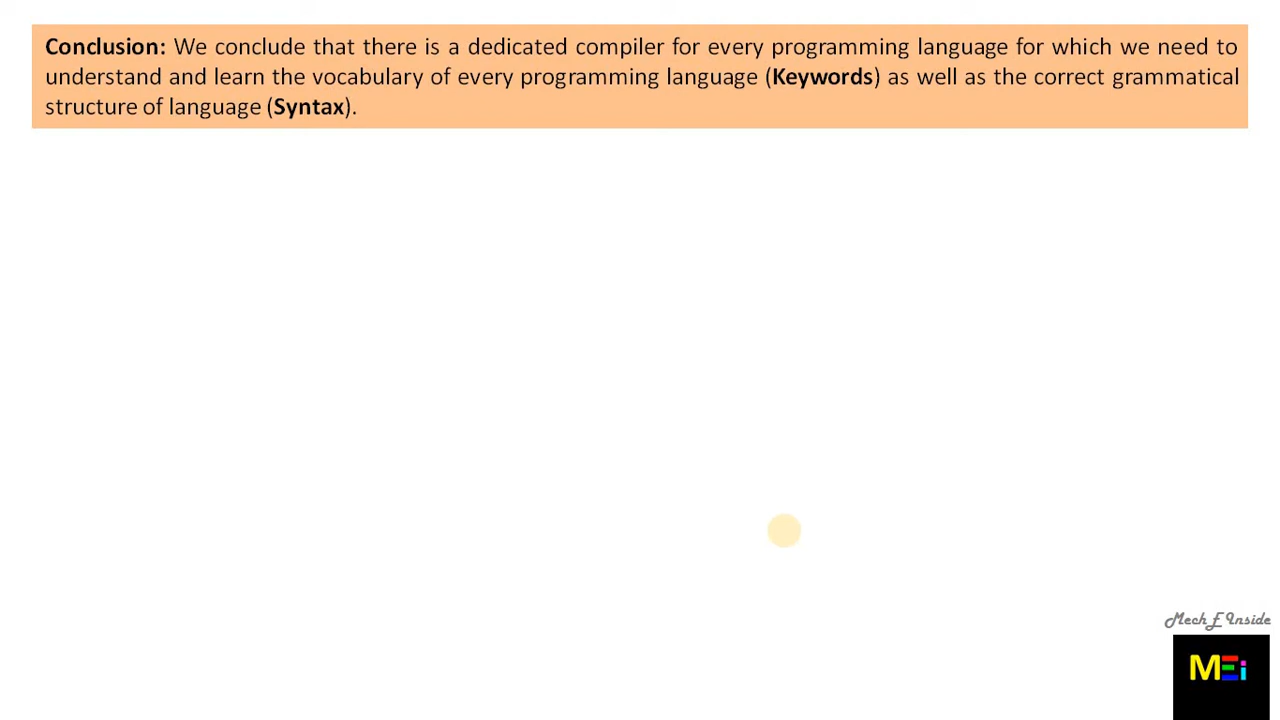 Conclusion: We conclude that there is a dedicated compiler for every programming language for which we need to
understand and learn the vocabulary of every programming language (Keywords) as well as the correct grammatical
structure of language (Syntax).
Mech E Inside
MEi